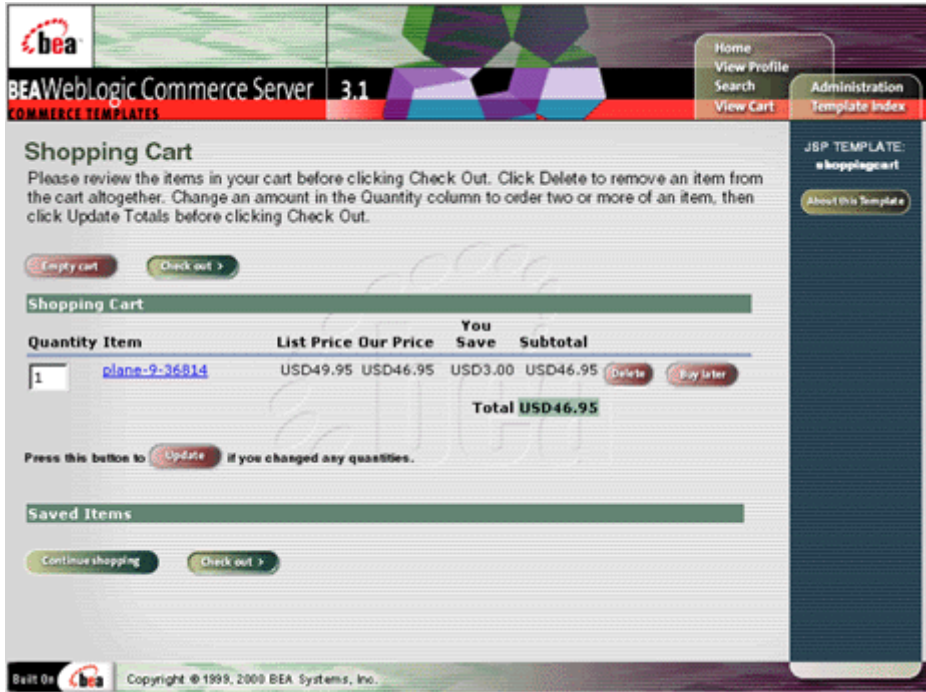 bea
Home
View Profile
Search
View Cart
BEA WebLogic Commerce Server 3.1
Administration
COMMERCE TEMPLATES
Template Index
JSP TEMPLATE:
shoppingcart
About this Template
Shopping Cart
Please review the items in your cart before clicking Check Out. Click Delete to remove an item from
the cart altogether. Change an amount in the Quantity column to order two or more of an item, then
click Update Totals before clicking Check Out.
Empty cart Check out >
Shopping Cart
Quantity Item List Price Our Price You Save Subtotal
1 plane-9-36814 USD49.95 USD46.95 USD3.00 USD46.95 Delete Buy later
Total USD46.95
Press this button to Update if you changed any quantities.
Saved Items
Continue shopping Check out >
Built On bea Copyright © 1999, 2000 BEA Systems, Inc.